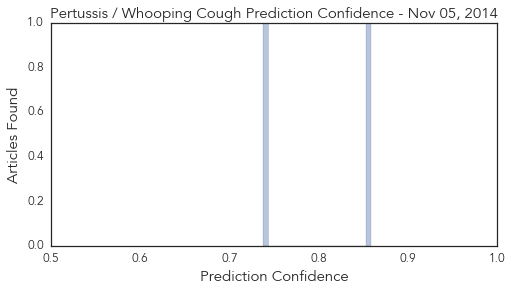 Pertussis / Whooping Cough Prediction Confidence - Nov 05, 2014
1.0
0.8
0.6
0.4
0.2
0.0
Articles Found
0.5 0.6 0.7 0.8 0.9 1.0
Prediction Confidence